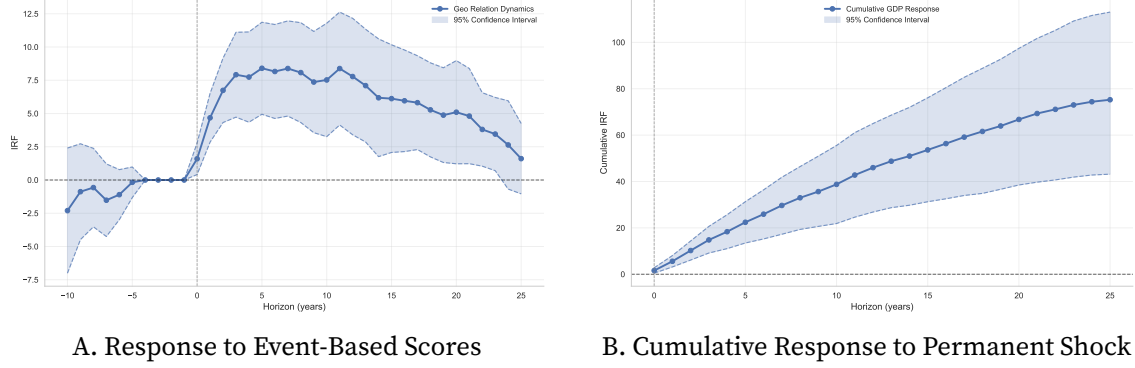 12.5
10.0
7.5
5.0
2.5
0.0
−2.5
−5.0
−7.5
IRF
Geo Relation Dynamics
95% Confidence Interval
−10 −5 0 5 10 15 20 25
Horizon (years)
A. Response to Event-Based Scores
100
80
60
40
20
0
Cumulative IRF
Cumulative GDP Response
95% Confidence Interval
0 5 10 15 20 25
Horizon (years)
B. Cumulative Response to Permanent Shock